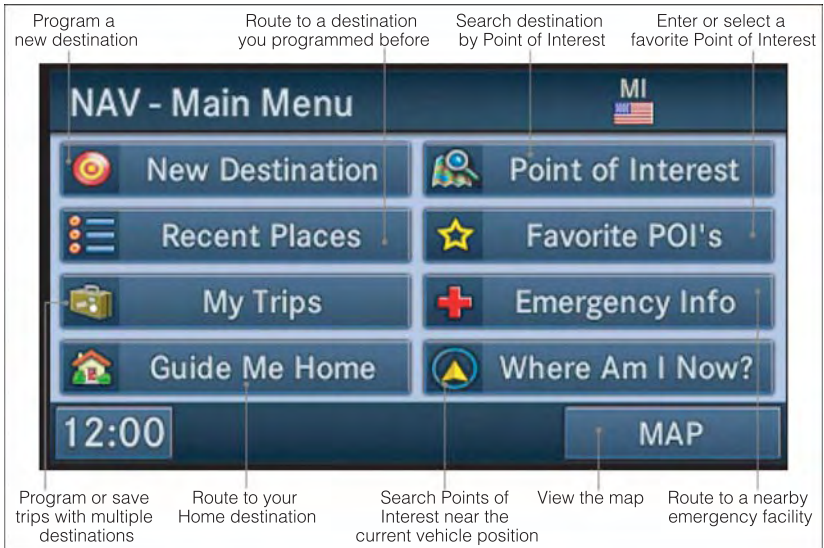 Program a
new destination
Route to a destination
you programmed before
Search destination
by Point of Interest
Enter or select a
favorite Point of Interest
NAV - Main Menu
MI
New Destination
Point of Interest
Recent Places
Favorite POI's
My Trips
Emergency Info
Guide Me Home
Where Am I Now?
12:00
MAP
Program or save
trips with multiple
destinations
Route to your
Home destination
Search Points of
Interest near the
current vehicle position
View the map
Route to a nearby
emergency facility